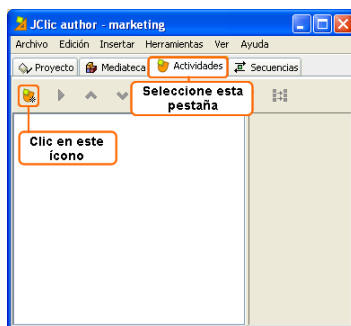 JClic author - marketing
Archivo Edición Insertar Herramientas Ver Ayuda
Proyecto Mediateca Actividades Secuencias
Seleccione esta
pestaña
Clic en este
ícono